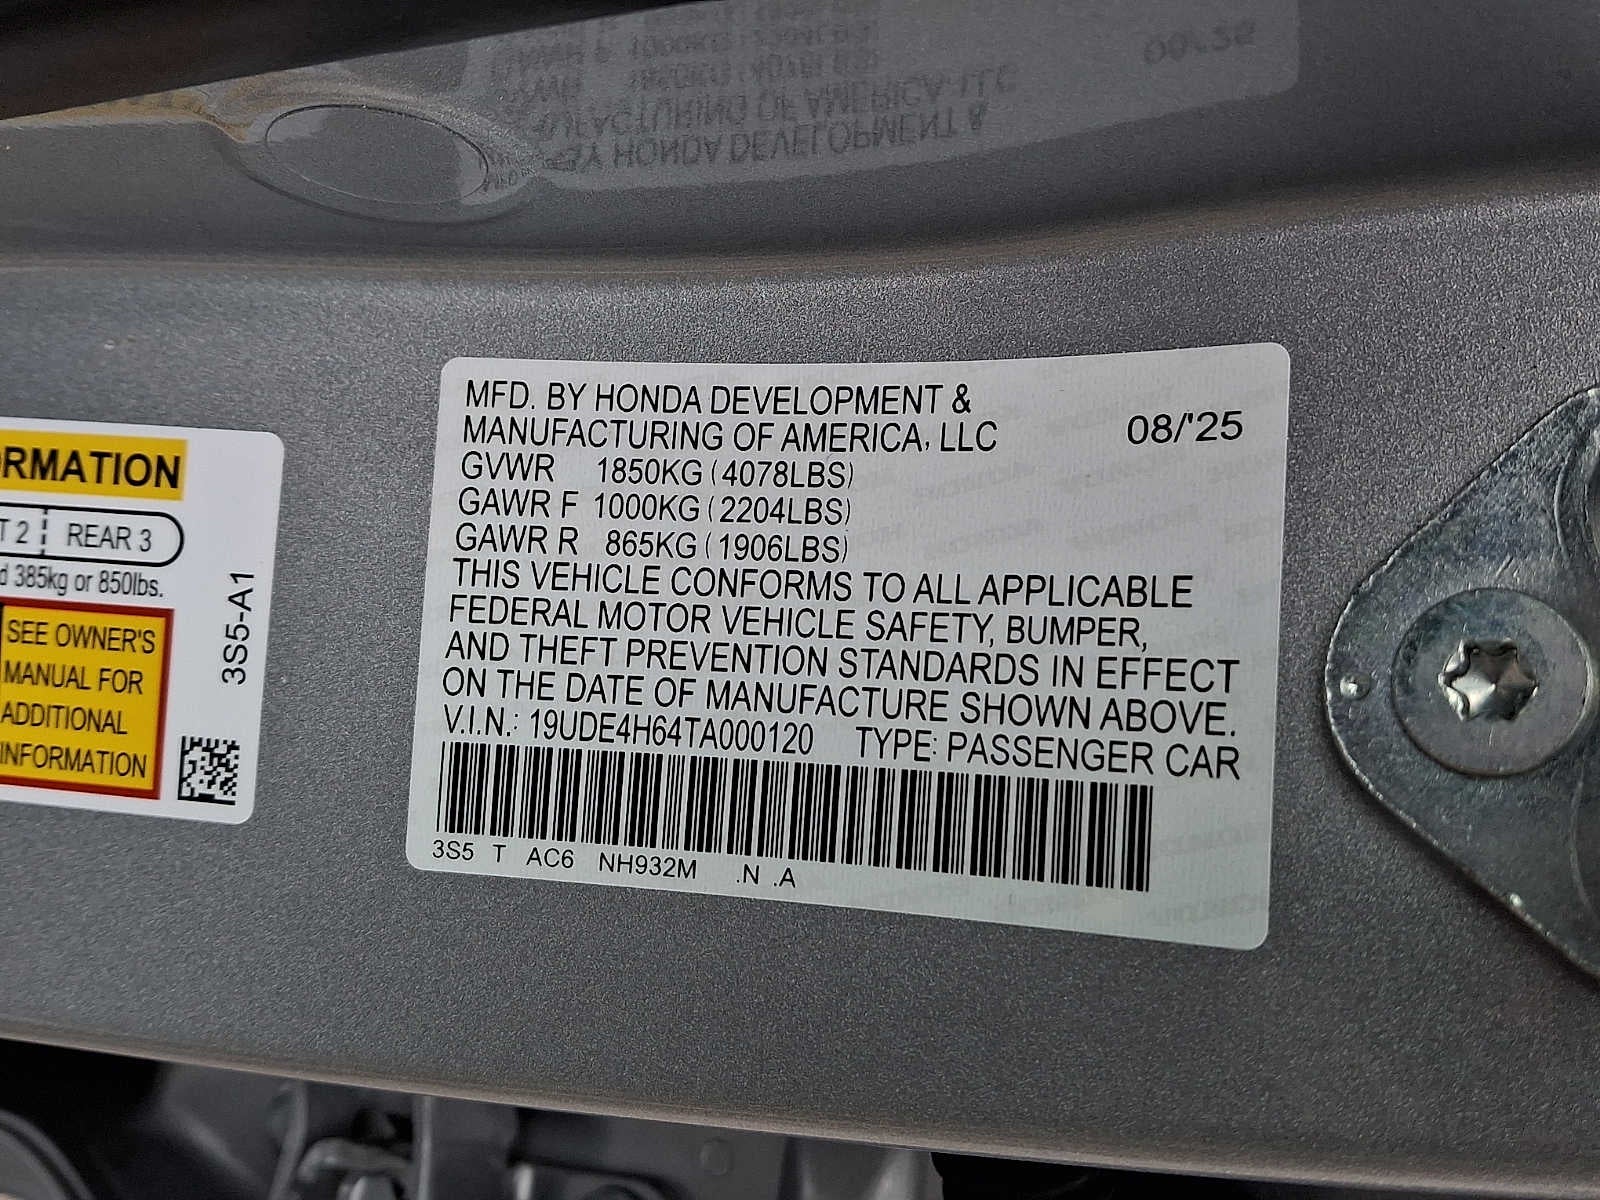 MFD. BY HONDA DEVELOPMENT &
MANUFACTURING OF AMERICA, LLC
08/'25
GVWR 1850KG (4078LBS)
GAWR F 1000KG (2204LBS)
GAWR R 865KG (1906LBS)
THIS VEHICLE CONFORMS TO ALL APPLICABLE
FEDERAL MOTOR VEHICLE SAFETY, BUMPER,
AND THEFT PREVENTION STANDARDS IN EFFECT
ON THE DATE OF MANUFACTURE SHOWN ABOVE.
V.I.N.: 19UDE4H64TA000120 TYPE: PASSENGER CAR
3S5 T AC6 NH932M .N .A
REAR 3
385kg or 850lbs.
SEE OWNER'S
MANUAL FOR
ADDITIONAL
INFORMATION
3S5-A1